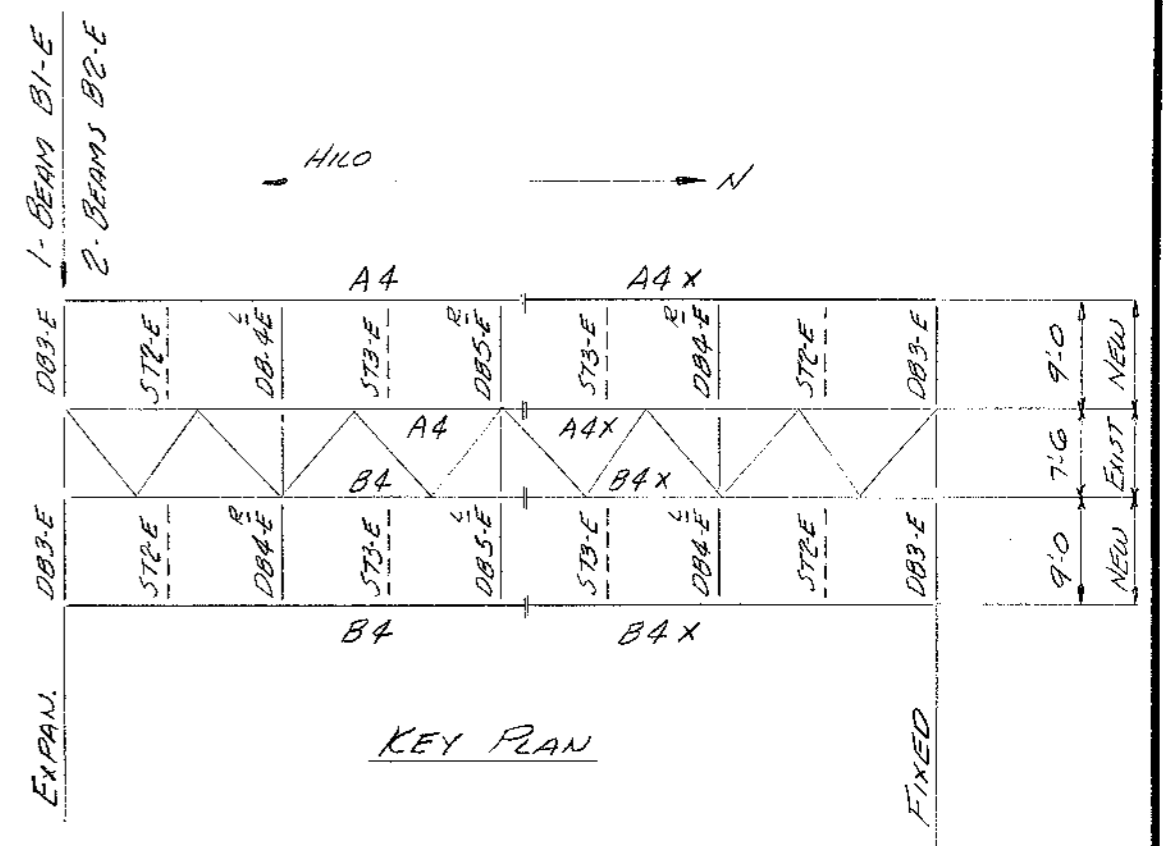 1-BEAM B1-E
2-BEAMS B2-E
HILO
N
A4
A4X
DB3-E
ST2-E
L
DB-4E
ST3-E
R
DB5-E
ST3-E
R
DB4-E
ST2-E
DB3-E
9'-0
NEW
A4
A4X
7'-6
EXIST
B4
B4X
DB3-E
ST2-E
R
DB4-E
ST3-E
L
DB5-E
ST3-E
L
DB4-E
ST2-E
DB3-E
9'-0
NEW
B4
B4X
EXPAN.
KEY PLAN
FIXED